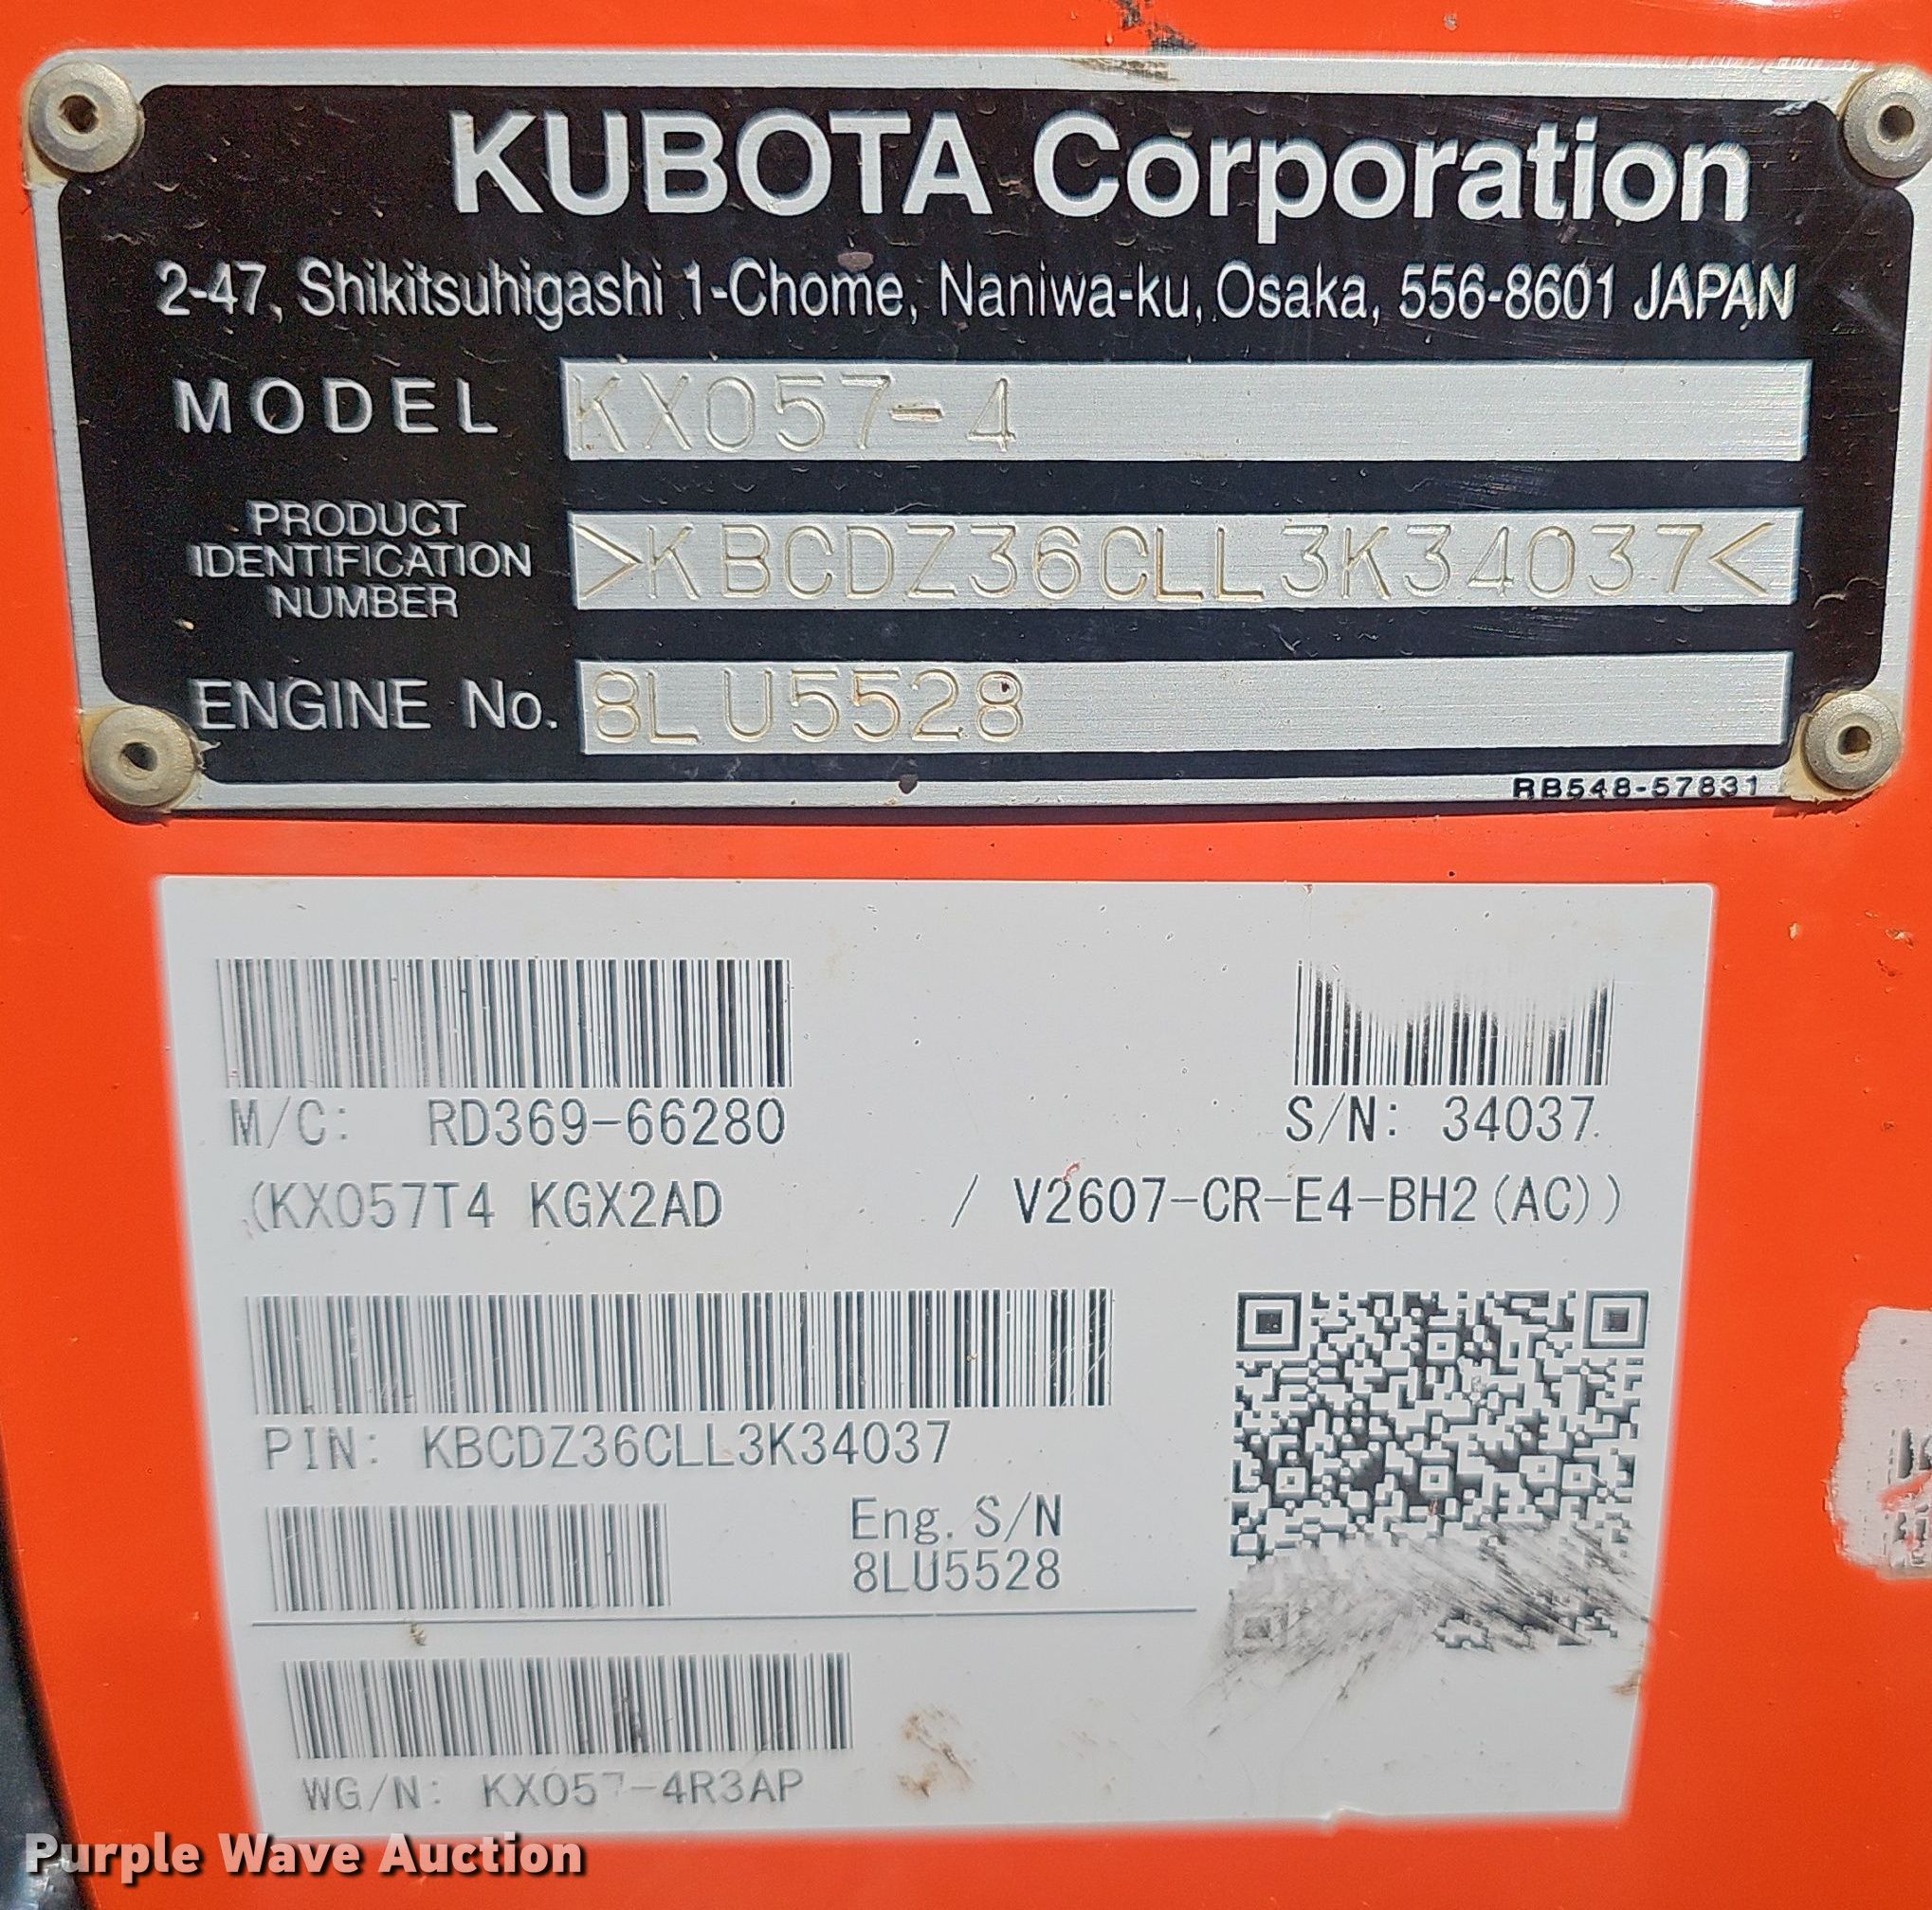 KUBOTA Corporation
2-47, Shikitsuhigashi 1-Chome, Naniwa-ku, Osaka, 556-8601 JAPAN
MODEL KX057-4
PRODUCT
IDENTIFICATION
NUMBER
>KBCDZ36CLL3K34037<
ENGINE No. 8LU5528
RB548-57831
M/C: RD369-66280
S/N: 34037
(KX057T4 KGX2AD / V2607-CR-E4-BH2(AC))
PIN: KBCDZ36CLL3K34037
Eng. S/N
8LU5528
WG/N: KX057-4R3AP
Purple Wave Auction